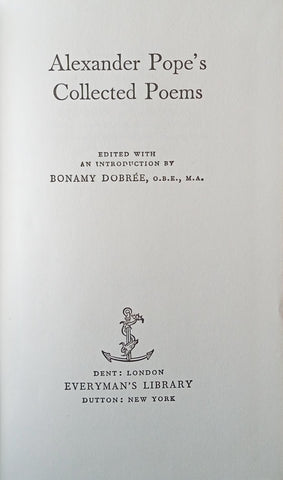 Alexander Pope's
Collected Poems
EDITED WITH
AN INTRODUCTION BY
BONAMY DOBRÉE, O.B.E., M.A.
DENT: LONDON
EVERYMAN'S LIBRARY
DUTTON: NEW YORK